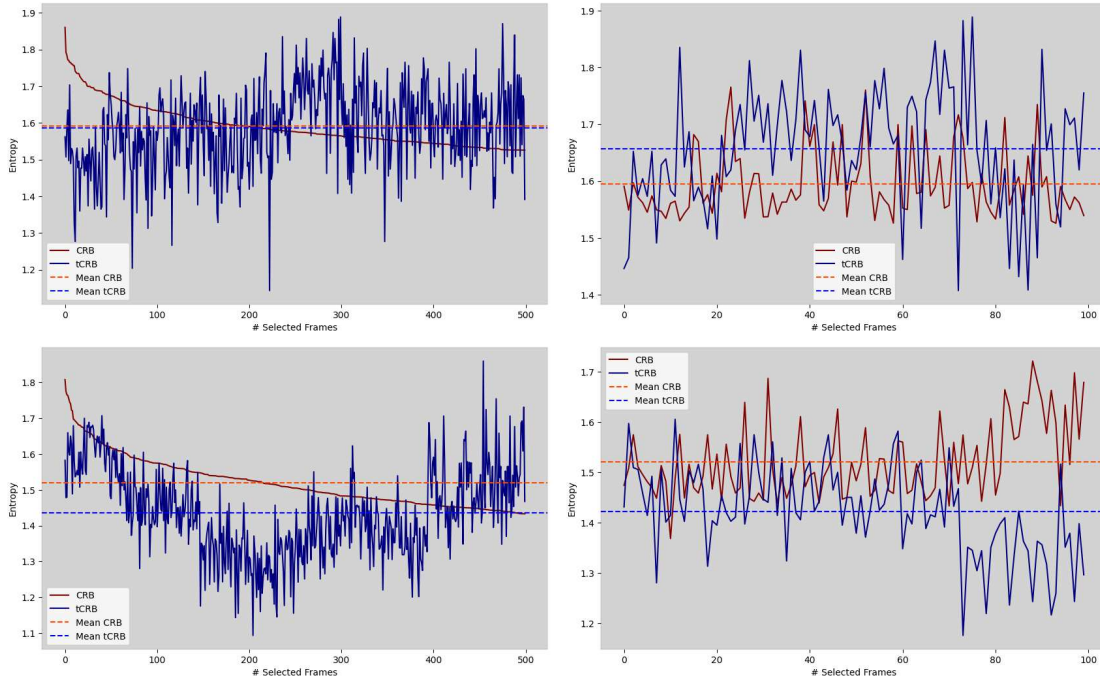 1.9
1.8
1.7
1.6
1.5
1.4
1.3
1.2
Entropy
CRB
tCRB
Mean CRB
Mean tCRB
0
100
200
300
400
500
# Selected Frames
1.9
1.8
1.7
1.6
1.5
1.4
Entropy
CRB
tCRB
Mean CRB
Mean tCRB
0
20
40
60
80
100
# Selected Frames
1.8
1.7
1.6
1.5
1.4
1.3
1.2
1.1
Entropy
CRB
tCRB
Mean CRB
Mean tCRB
0
100
200
300
400
500
# Selected Frames
CRB
tCRB
Mean CRB
Mean tCRB
1.7
1.6
1.5
1.4
1.3
1.2
Entropy
0
20
40
60
80
100
# Selected Frames